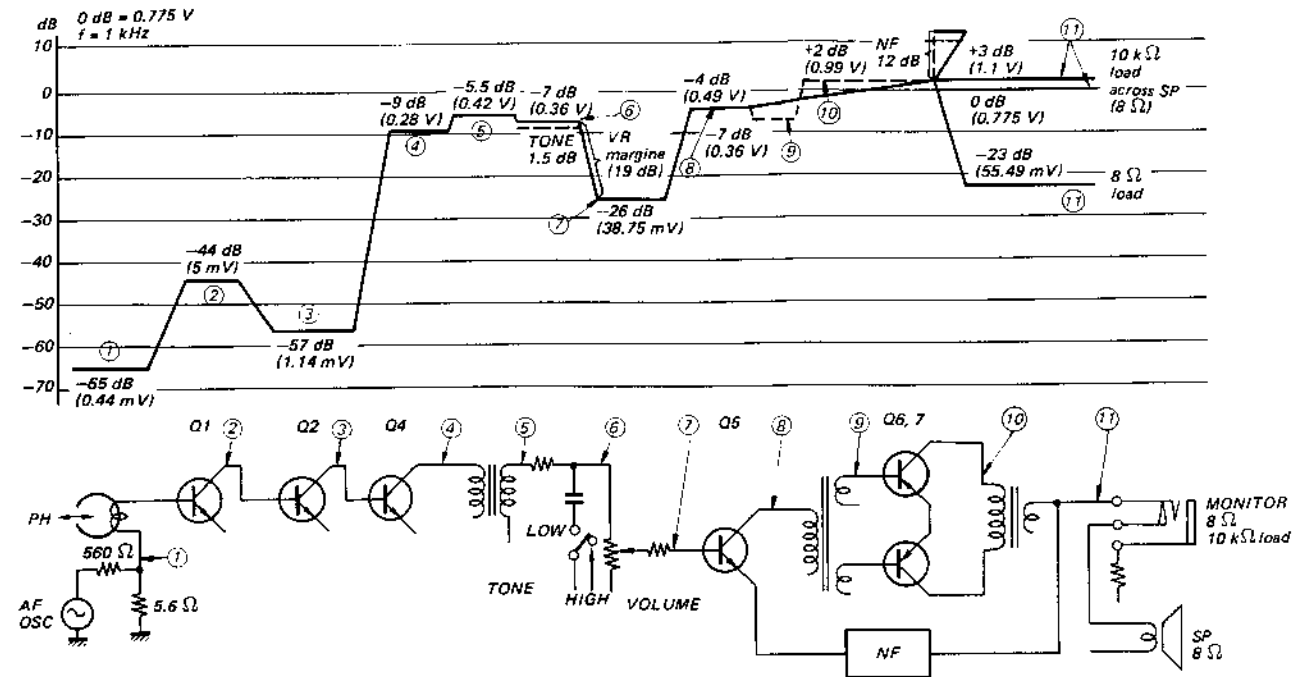 dB
0 dB = 0.775 V
f = 1 kHz
10
0
−10
−20
−30
−40
−50
−60
−70
①
−65 dB
(0.44 mV)
−44 dB
(5 mV)
②
③
−57 dB
(1.14 mV)
−9 dB
(0.28 V)
④
−5.5 dB
(0.42 V)
⑤
−7 dB
(0.36 V)
⑥
TONE
1.5 dB
VR
margine
(19 dB)
⑦
−26 dB
(38.75 mV)
−4 dB
(0.49 V)
⑧
−7 dB
(0.36 V)
⑨
+2 dB
(0.99 V)
⑩
NF
12 dB
⑪
+3 dB
(1.1 V)
10 kΩ
load
across SP
(8 Ω)
0 dB
(0.775 V)
−23 dB
(55.49 mV)
8 Ω
load
⑪
Q1 ② Q2 ③ Q4 ④ ⑤ ⑥ ⑦ Q5 ⑧ ⑨ Q6, 7 ⑩ ⑪
PH
560 Ω
①
AF
OSC
5.6 Ω
LOW
TONE
HIGH
VOLUME
NF
MONITOR
8 Ω
10 kΩ load
SP
8 Ω